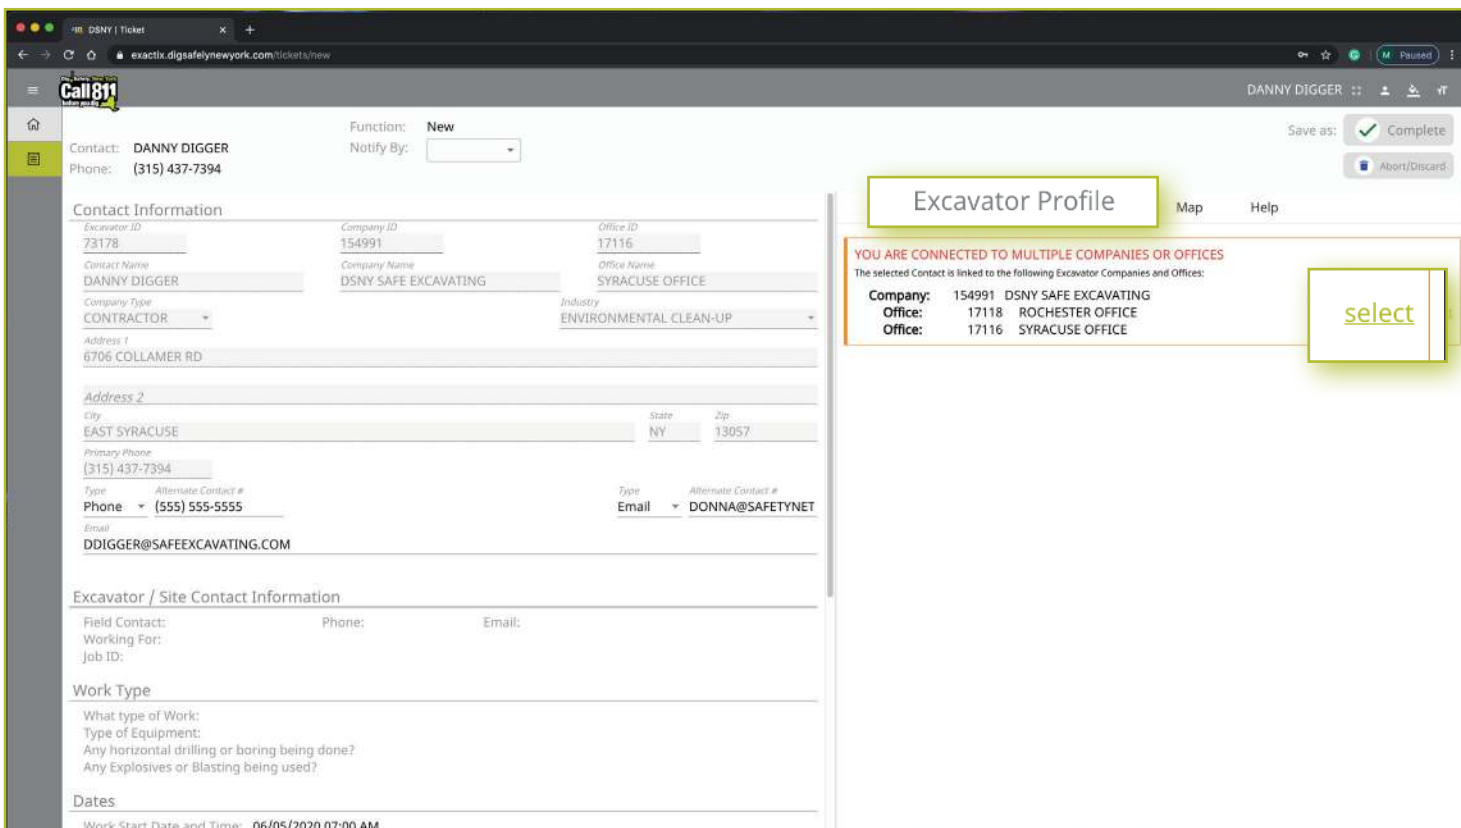 DSNY | Ticket
exactix.digsafelynewyork.com/tickets/new
M Paused
Call 811
before you dig
DANNY DIGGER
Function: New
Contact: DANNY DIGGER
Notify By:
Phone: (315) 437-7394
Save as: Complete
Abort/Discard
Excavator Profile
Map
Help
Contact Information
Excavator ID
Company ID
Office ID
73178
154991
17116
Contact Name
Company Name
Office Name
DANNY DIGGER
DSNY SAFE EXCAVATING
SYRACUSE OFFICE
Company Type
Industry
CONTRACTOR
ENVIRONMENTAL CLEAN-UP
Address 1
6706 COLLAMER RD
Address 2
City
State
Zip
EAST SYRACUSE
NY
13057
Primary Phone
(315) 437-7394
Type
Alternate Contact #
Type
Alternate Contact #
Phone
(555) 555-5555
Email
DONNA@SAFETYNET
Email
DDIGGER@SAFEEXCAVATING.COM
Excavator / Site Contact Information
Field Contact:
Phone:
Email:
Working For:
Job ID:
Work Type
What type of Work:
Type of Equipment:
Any horizontal drilling or boring being done?
Any Explosives or Blasting being used?
Dates
Work Start Date and Time: 06/05/2020 07:00 AM
YOU ARE CONNECTED TO MULTIPLE COMPANIES OR OFFICES
The selected Contact is linked to the following Excavator Companies and Offices:
Company: 154991 DSNY SAFE EXCAVATING
Office: 17118 ROCHESTER OFFICE
Office: 17116 SYRACUSE OFFICE
select